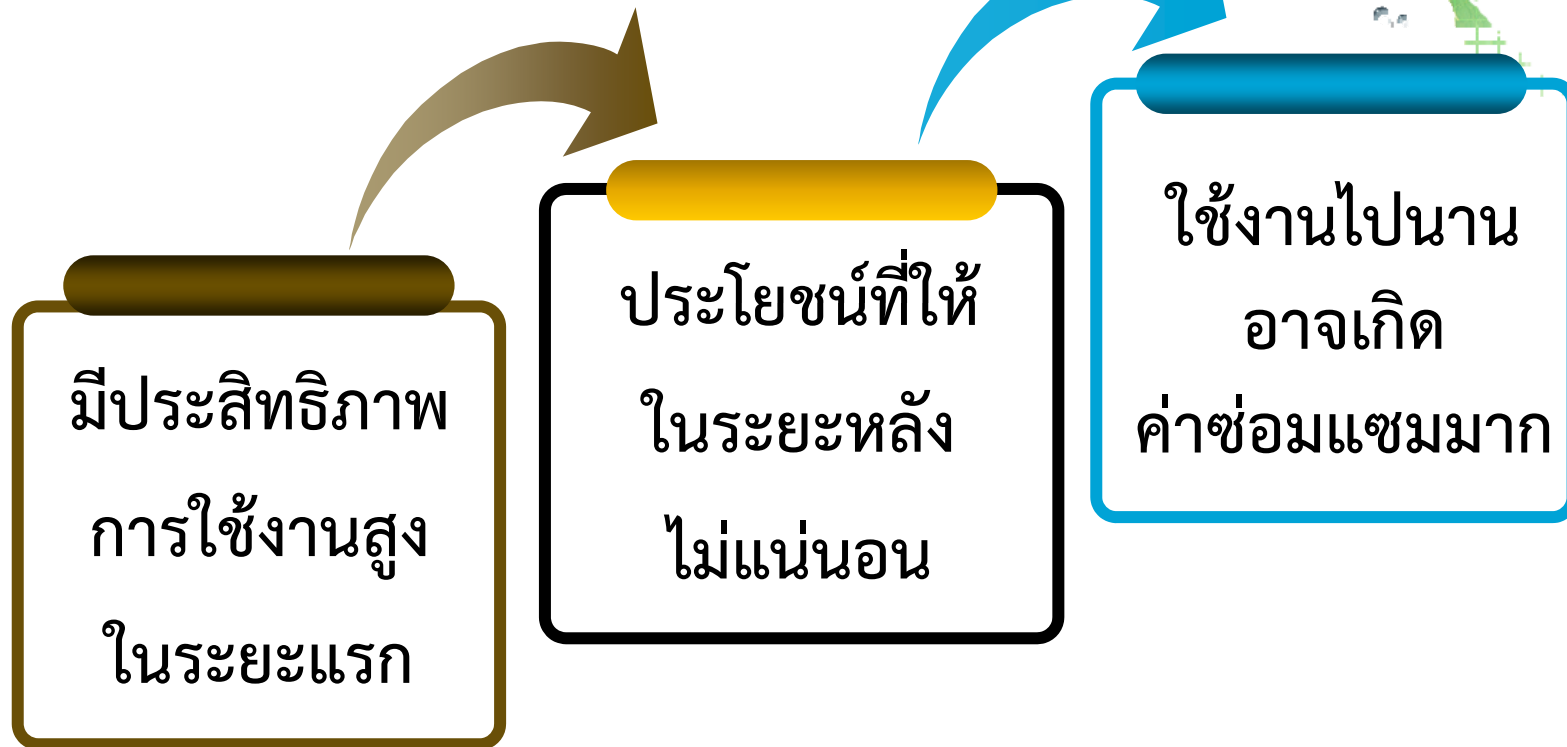 มีประสิทธิภาพ
การใช้งานสูง
ในระยะแรก
ประโยชน์ที่ให้
ในระยะหลัง
ไม่แน่นอน
ใช้งานไปนาน
อาจเกิด
ค่าซ่อมแซมมาก